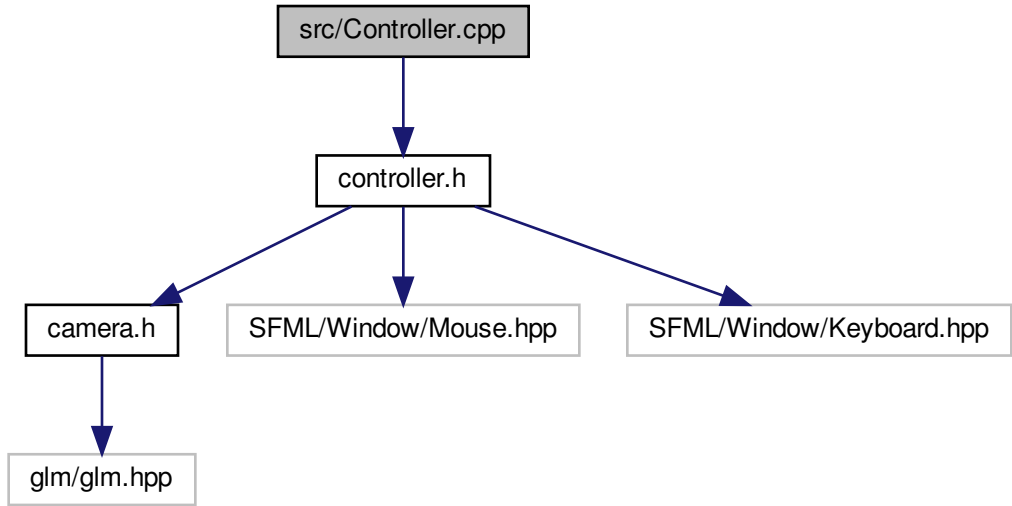 src/Controller.cpp
controller.h
camera.h
SFML/Window/Mouse.hpp
SFML/Window/Keyboard.hpp
glm/glm.hpp